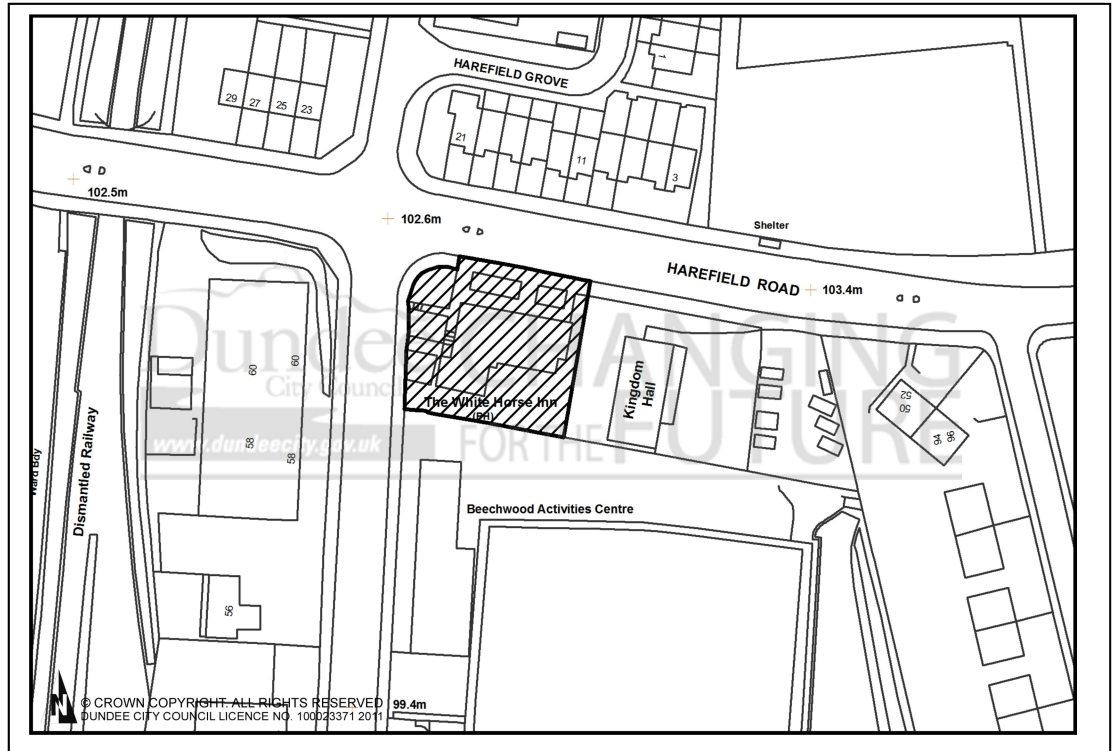 HAREFIELD GROVE
1
29 27 25 23
21
11
3
102.5m
102.6m
Shelter
HAREFIELD ROAD
103.4m
Dundee
City Council
www.dundeecity.gov.uk
CHANGING
FOR THE FUTURE
60
60
58
58
Kingdom
Hall
The White Horse Inn
(PH)
52
50
94
96
Ward Bdy
Dismantled Railway
Beechwood Activities Centre
56
99.4m
N
© CROWN COPYRIGHT. ALL RIGHTS RESERVED
DUNDEE CITY COUNCIL LICENCE NO. 100023371 2011